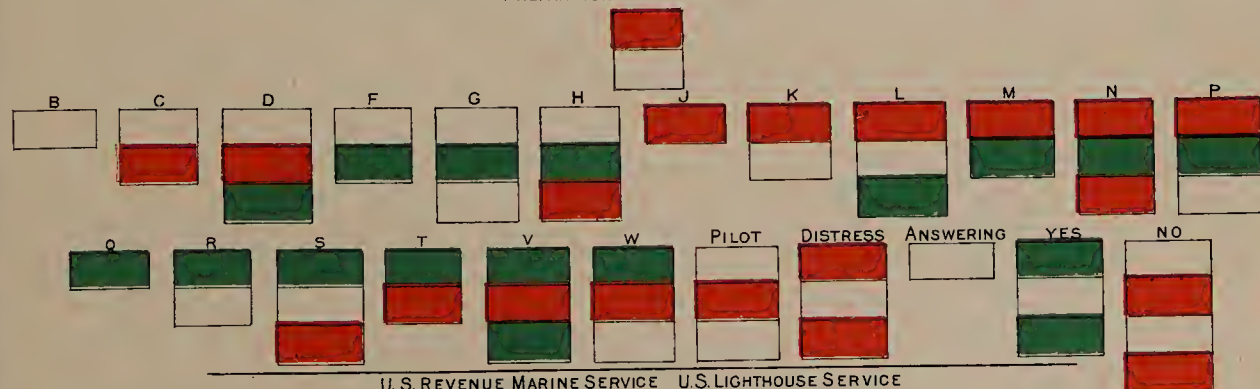 B C D F G H J K L M N P
Q R S T V W PILOT DISTRESS ANSWERING YES NO
U.S. REVENUE MARINE SERVICE U.S. LIGHTHOUSE SERVICE